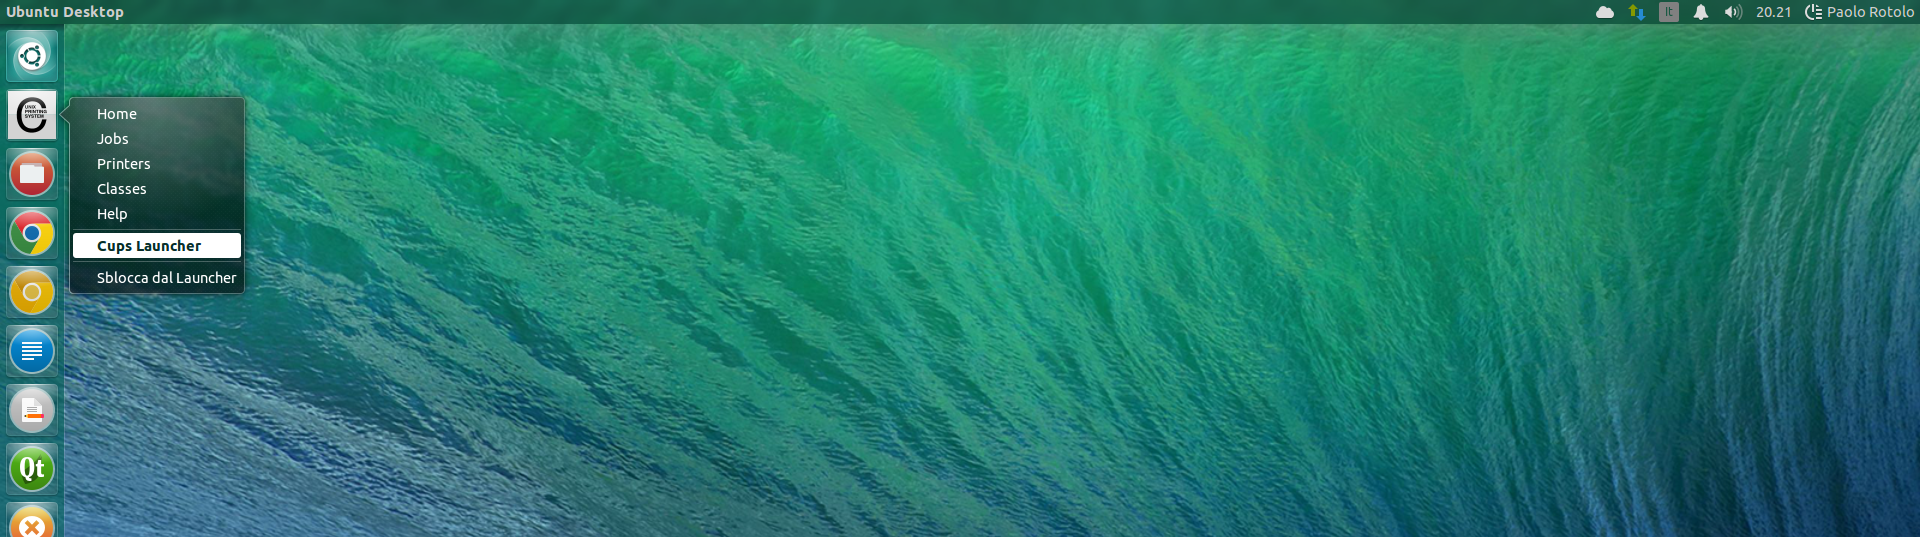 Ubuntu Desktop
It
20.21
Paolo Rotolo
UNIX
PRINTING
SYSTEM
Home
Jobs
Printers
Classes
Help
Cups Launcher
Sblocca dal Launcher
Qt